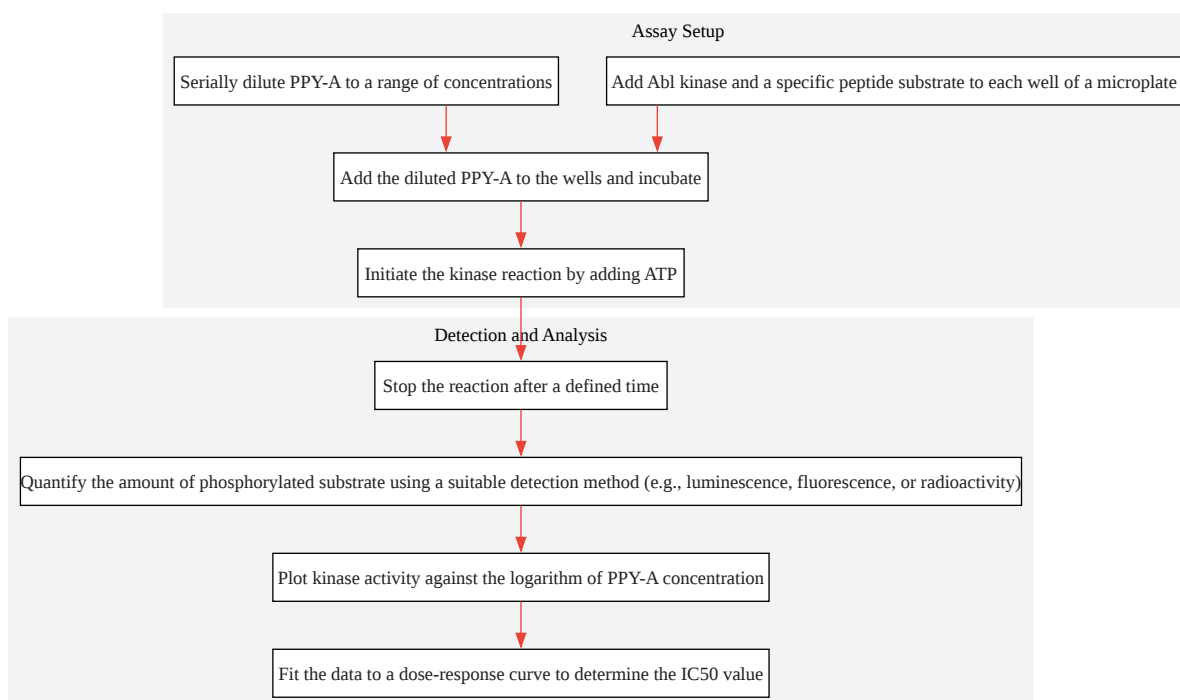 Assay Setup
Serially dilute PPY-A to a range of concentrations
Add Abl kinase and a specific peptide substrate to each well of a microplate
Add the diluted PPY-A to the wells and incubate
Initiate the kinase reaction by adding ATP
Detection and Analysis
Stop the reaction after a defined time
Quantify the amount of phosphorylated substrate using a suitable detection method (e.g., luminescence, fluorescence, or radioactivity)
Plot kinase activity against the logarithm of PPY-A concentration
Fit the data to a dose-response curve to determine the IC50 value